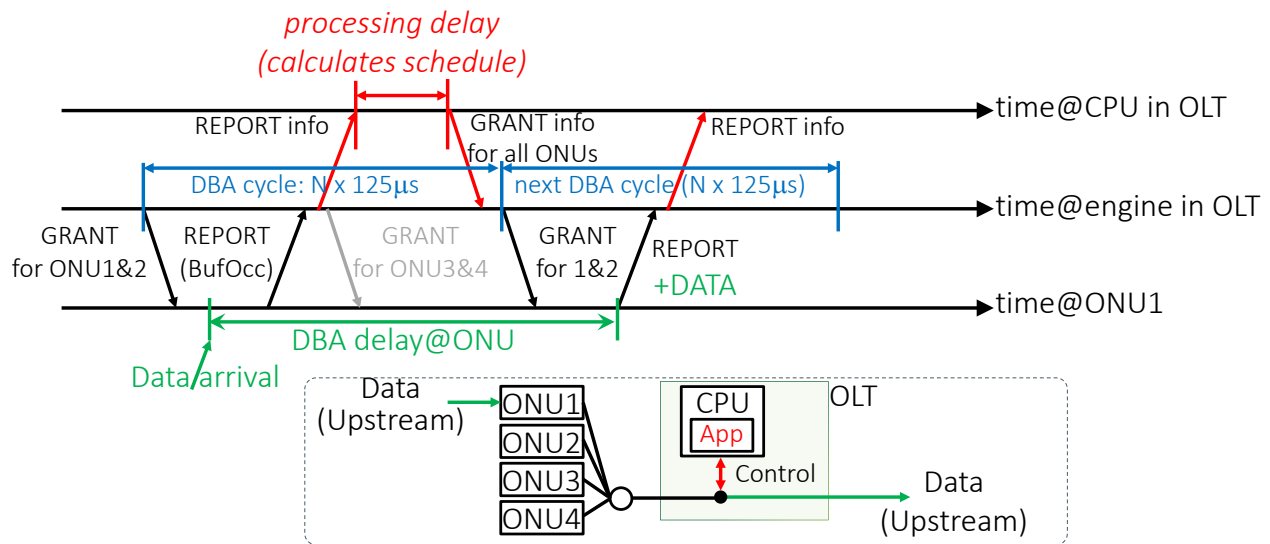 processing delay
(calculates schedule)
time@CPU in OLT
REPORT info
GRANT info
for all ONUs
REPORT info
DBA cycle: N x 125μs
next DBA cycle (N x 125μs)
time@engine in OLT
GRANT
for ONU1&2
REPORT
(BufOcc)
GRANT
for ONU3&4
GRANT
for 1&2
REPORT
+DATA
time@ONU1
DBA delay@ONU
Data arrival
Data
(Upstream)
ONU1
ONU2
ONU3
ONU4
CPU
App
OLT
Control
Data
(Upstream)